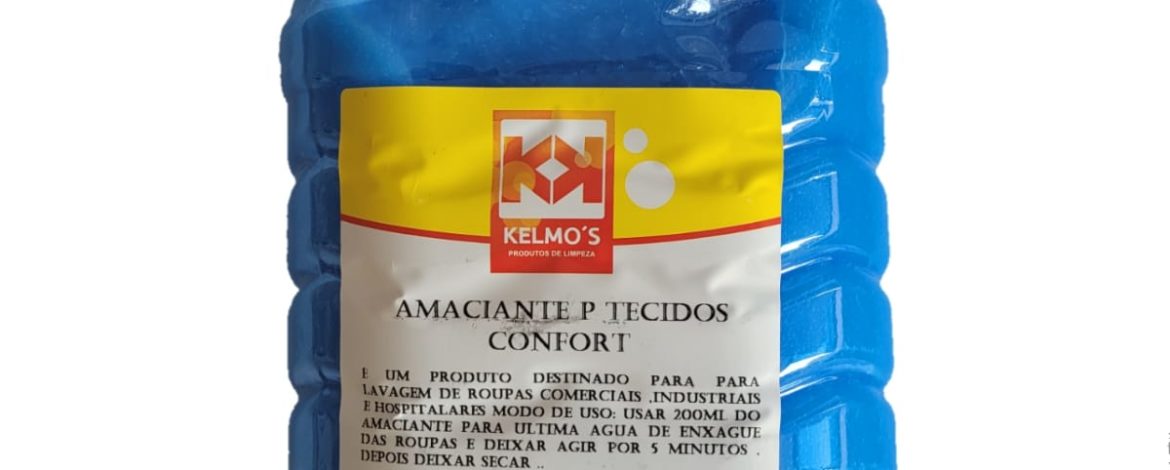 KELMO´S
PRODUTOS DE LIMPEZA
AMACIANTE P TECIDOS
CONFORT
E UM PRODUTO DESTINADO PARA PARA
LAVAGEM DE ROUPAS COMERCIAIS ,INDUSTRIAIS
E HOSPITALARES MODO DE USO: USAR 200ML DO
AMACIANTE PARA ULTIMA AGUA DE ENXAGUE
DAS ROUPAS E DEIXAR AGIR POR 5 MINUTOS .
DEPOIS DEIXAR SECAR ..